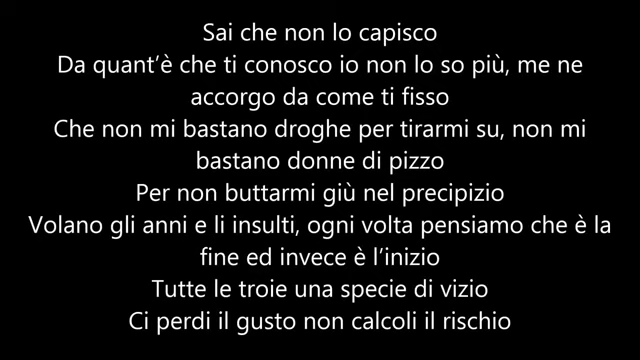 Sai che non lo capisco
Da quant'è che ti conosco io non lo so più, me ne
accorgo da come ti fisso
Che non mi bastano droghe per tirarmi su, non mi
bastano donne di pizzo
Per non buttarmi giù nel precipizio
Volano gli anni e li insulti, ogni volta pensiamo che è la
fine ed invece è l'inizio
Tutte le troie una specie di vizio
Ci perdi il gusto non calcoli il rischio